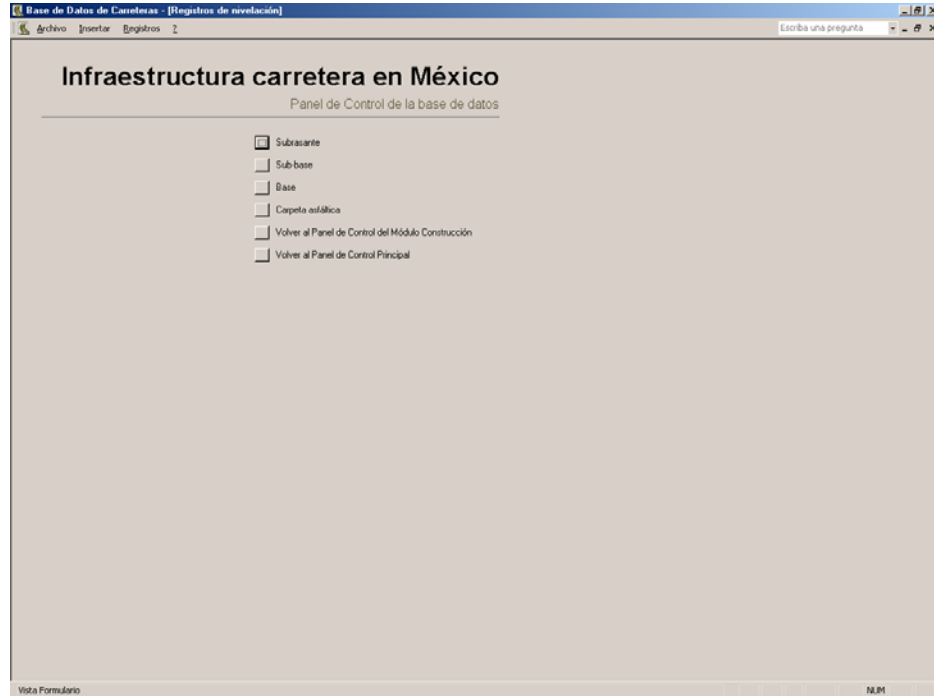 Base de Datos de Carreteras - [Registros de nivelación]
Archivo Insertar Registros ? Escriba una pregunta
Infraestructura carretera en México
Panel de Control de la base de datos
Subrasante
Sub-base
Base
Carpeta asfáltica
Volver al Panel de Control del Módulo Construcción
Volver al Panel de Control Principal
Vista Formulario NUM